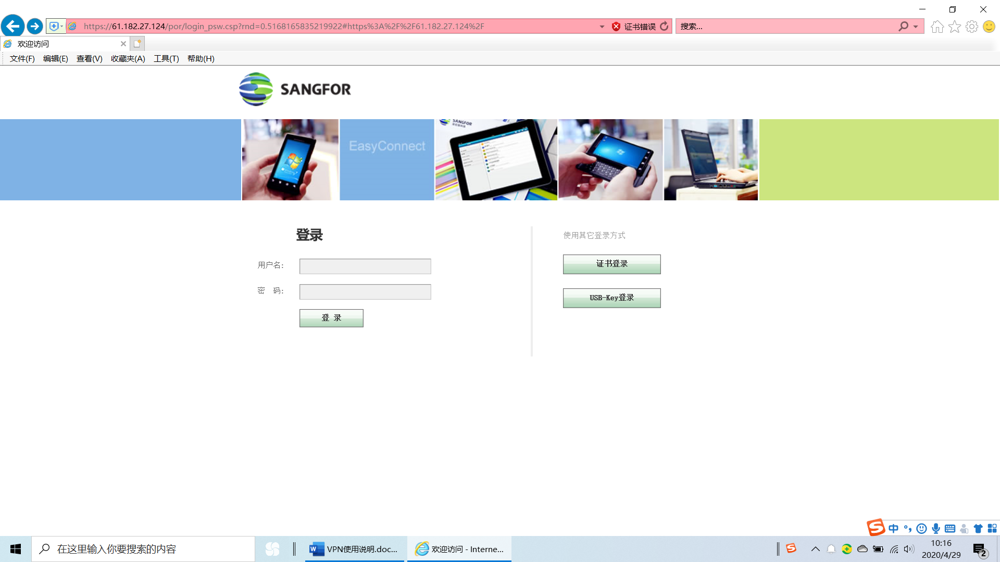 https://61.182.27.124/por/login_psw.csp?rnd=0.5168165835219922#https%3A%2F%2F61.182.27.124%2F
证书错误
搜索...
欢迎访问
文件(F) 编辑(E) 查看(V) 收藏夹(A) 工具(T) 帮助(H)
SANGFOR
EasyConnect
SANGFOR
登录
使用其它登录方式
用户名:
证书登录
密 码:
USB-Key登录
登 录
中
在这里输入你要搜索的内容
VPN使用说明.doc...
欢迎访问 - Interne...
10:16
2020/4/29
2